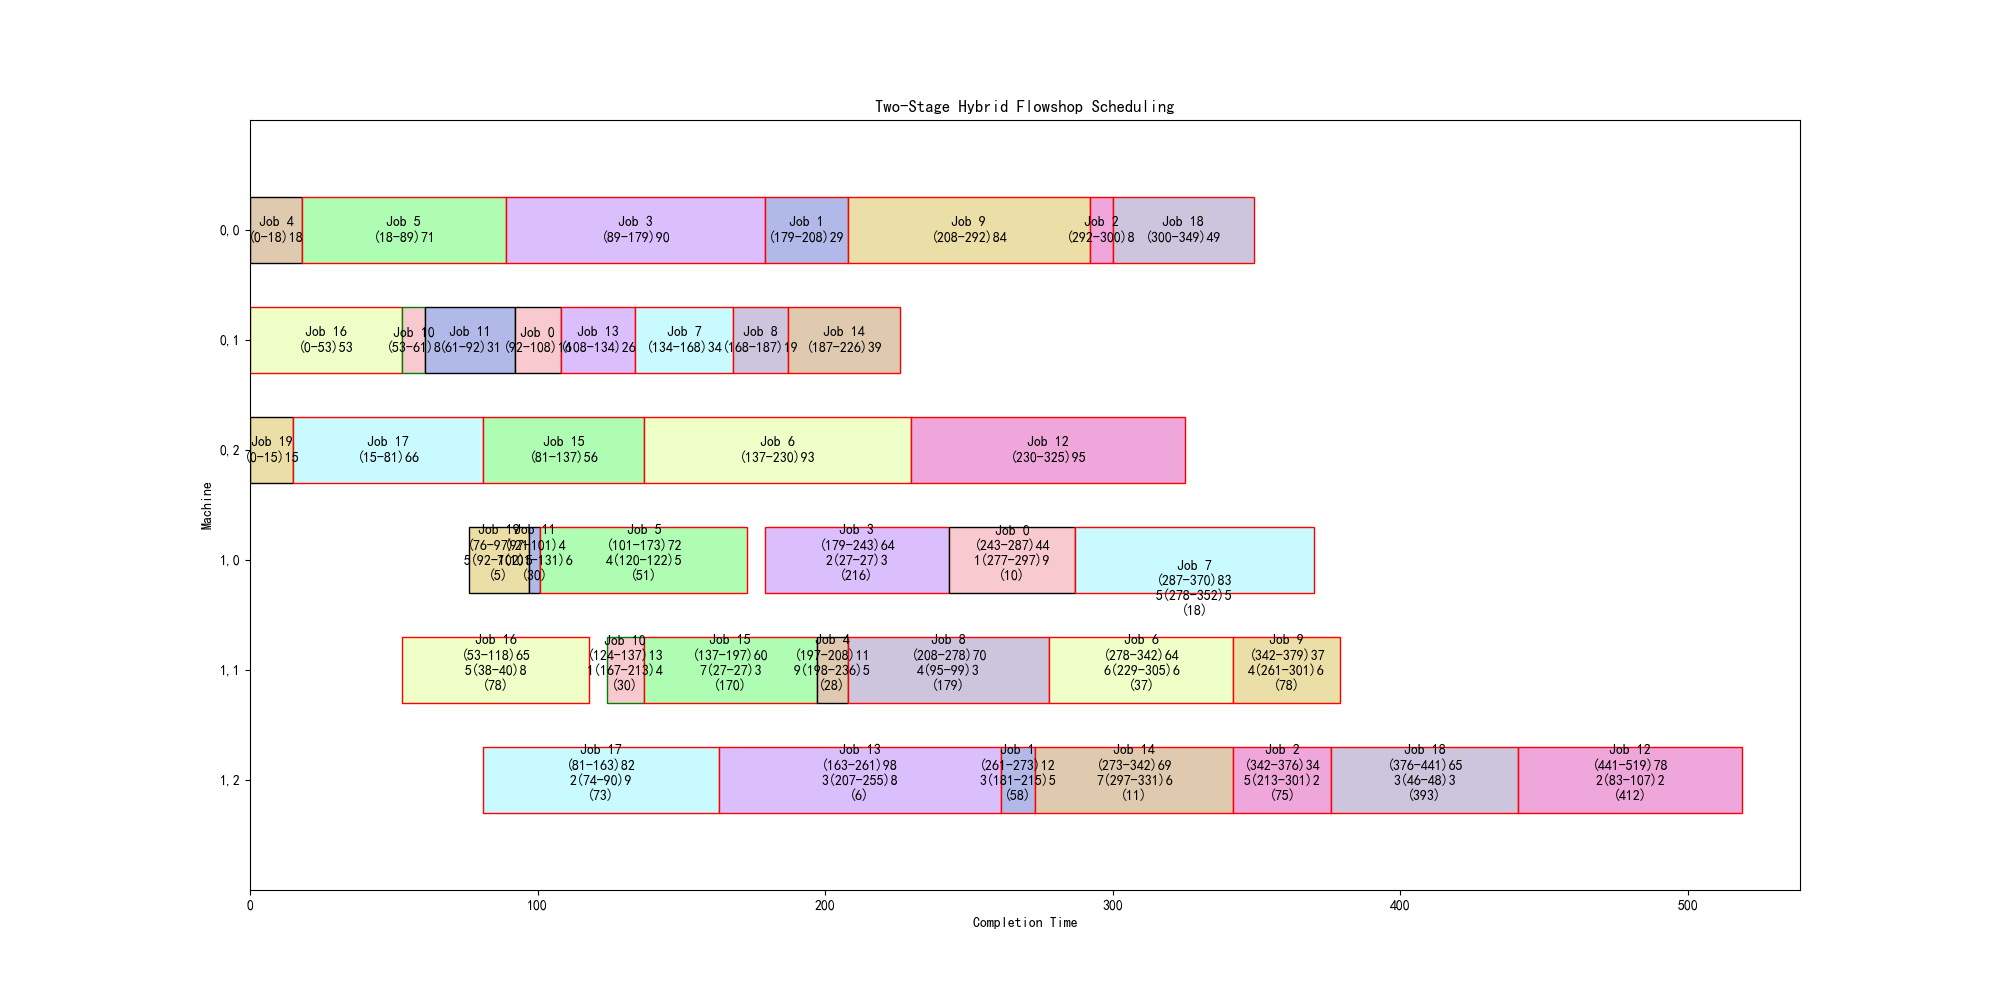 Two-Stage Hybrid Flowshop Scheduling
Machine
0,0
Job 4
(0-18)18
Job 5
(18-89)71
Job 3
(89-179)90
Job 1
(179-208)29
Job 9
(208-292)84
Job 2
(292-300)8
Job 18
(300-349)49
0,1
Job 16
(0-53)53
Job 10
(53-61)8
Job 11
(61-92)31
Job 0
(92-108)16
Job 13
(108-134)26
Job 7
(134-168)34
Job 8
(168-187)19
Job 14
(187-226)39
0,2
Job 19
(0-15)15
Job 17
(15-81)66
Job 15
(81-137)56
Job 6
(137-230)93
Job 12
(230-325)95
1,0
Job 19
(76-97)21
(5)
Job 11
(97-101)4
(30)
Job 5
(101-173)72
4(120-122)5
(51)
Job 3
(179-243)64
2(27-27)3
(216)
Job 0
(243-287)44
1(277-297)9
(10)
Job 7
(287-370)83
5(278-352)5
(18)
1,1
Job 16
(53-118)65
5(38-40)8
(78)
Job 10
(124-137)13
1(167-213)4
(30)
Job 15
(137-197)60
7(27-27)3
(170)
Job 4
(197-208)11
9(198-236)5
(28)
Job 8
(208-278)70
4(95-99)3
(179)
Job 6
(278-342)64
6(229-305)6
(37)
Job 9
(342-379)37
4(261-301)6
(78)
1,2
Job 17
(81-163)82
2(74-90)9
(73)
Job 13
(163-261)98
3(207-255)8
(6)
Job 1
(261-273)12
3(181-215)5
(58)
Job 14
(273-342)69
7(297-331)6
(11)
Job 2
(342-376)34
5(213-301)2
(75)
Job 18
(376-441)65
3(46-48)3
(393)
Job 12
(441-519)78
2(83-107)2
(412)
0
100
200
300
400
500
Completion Time